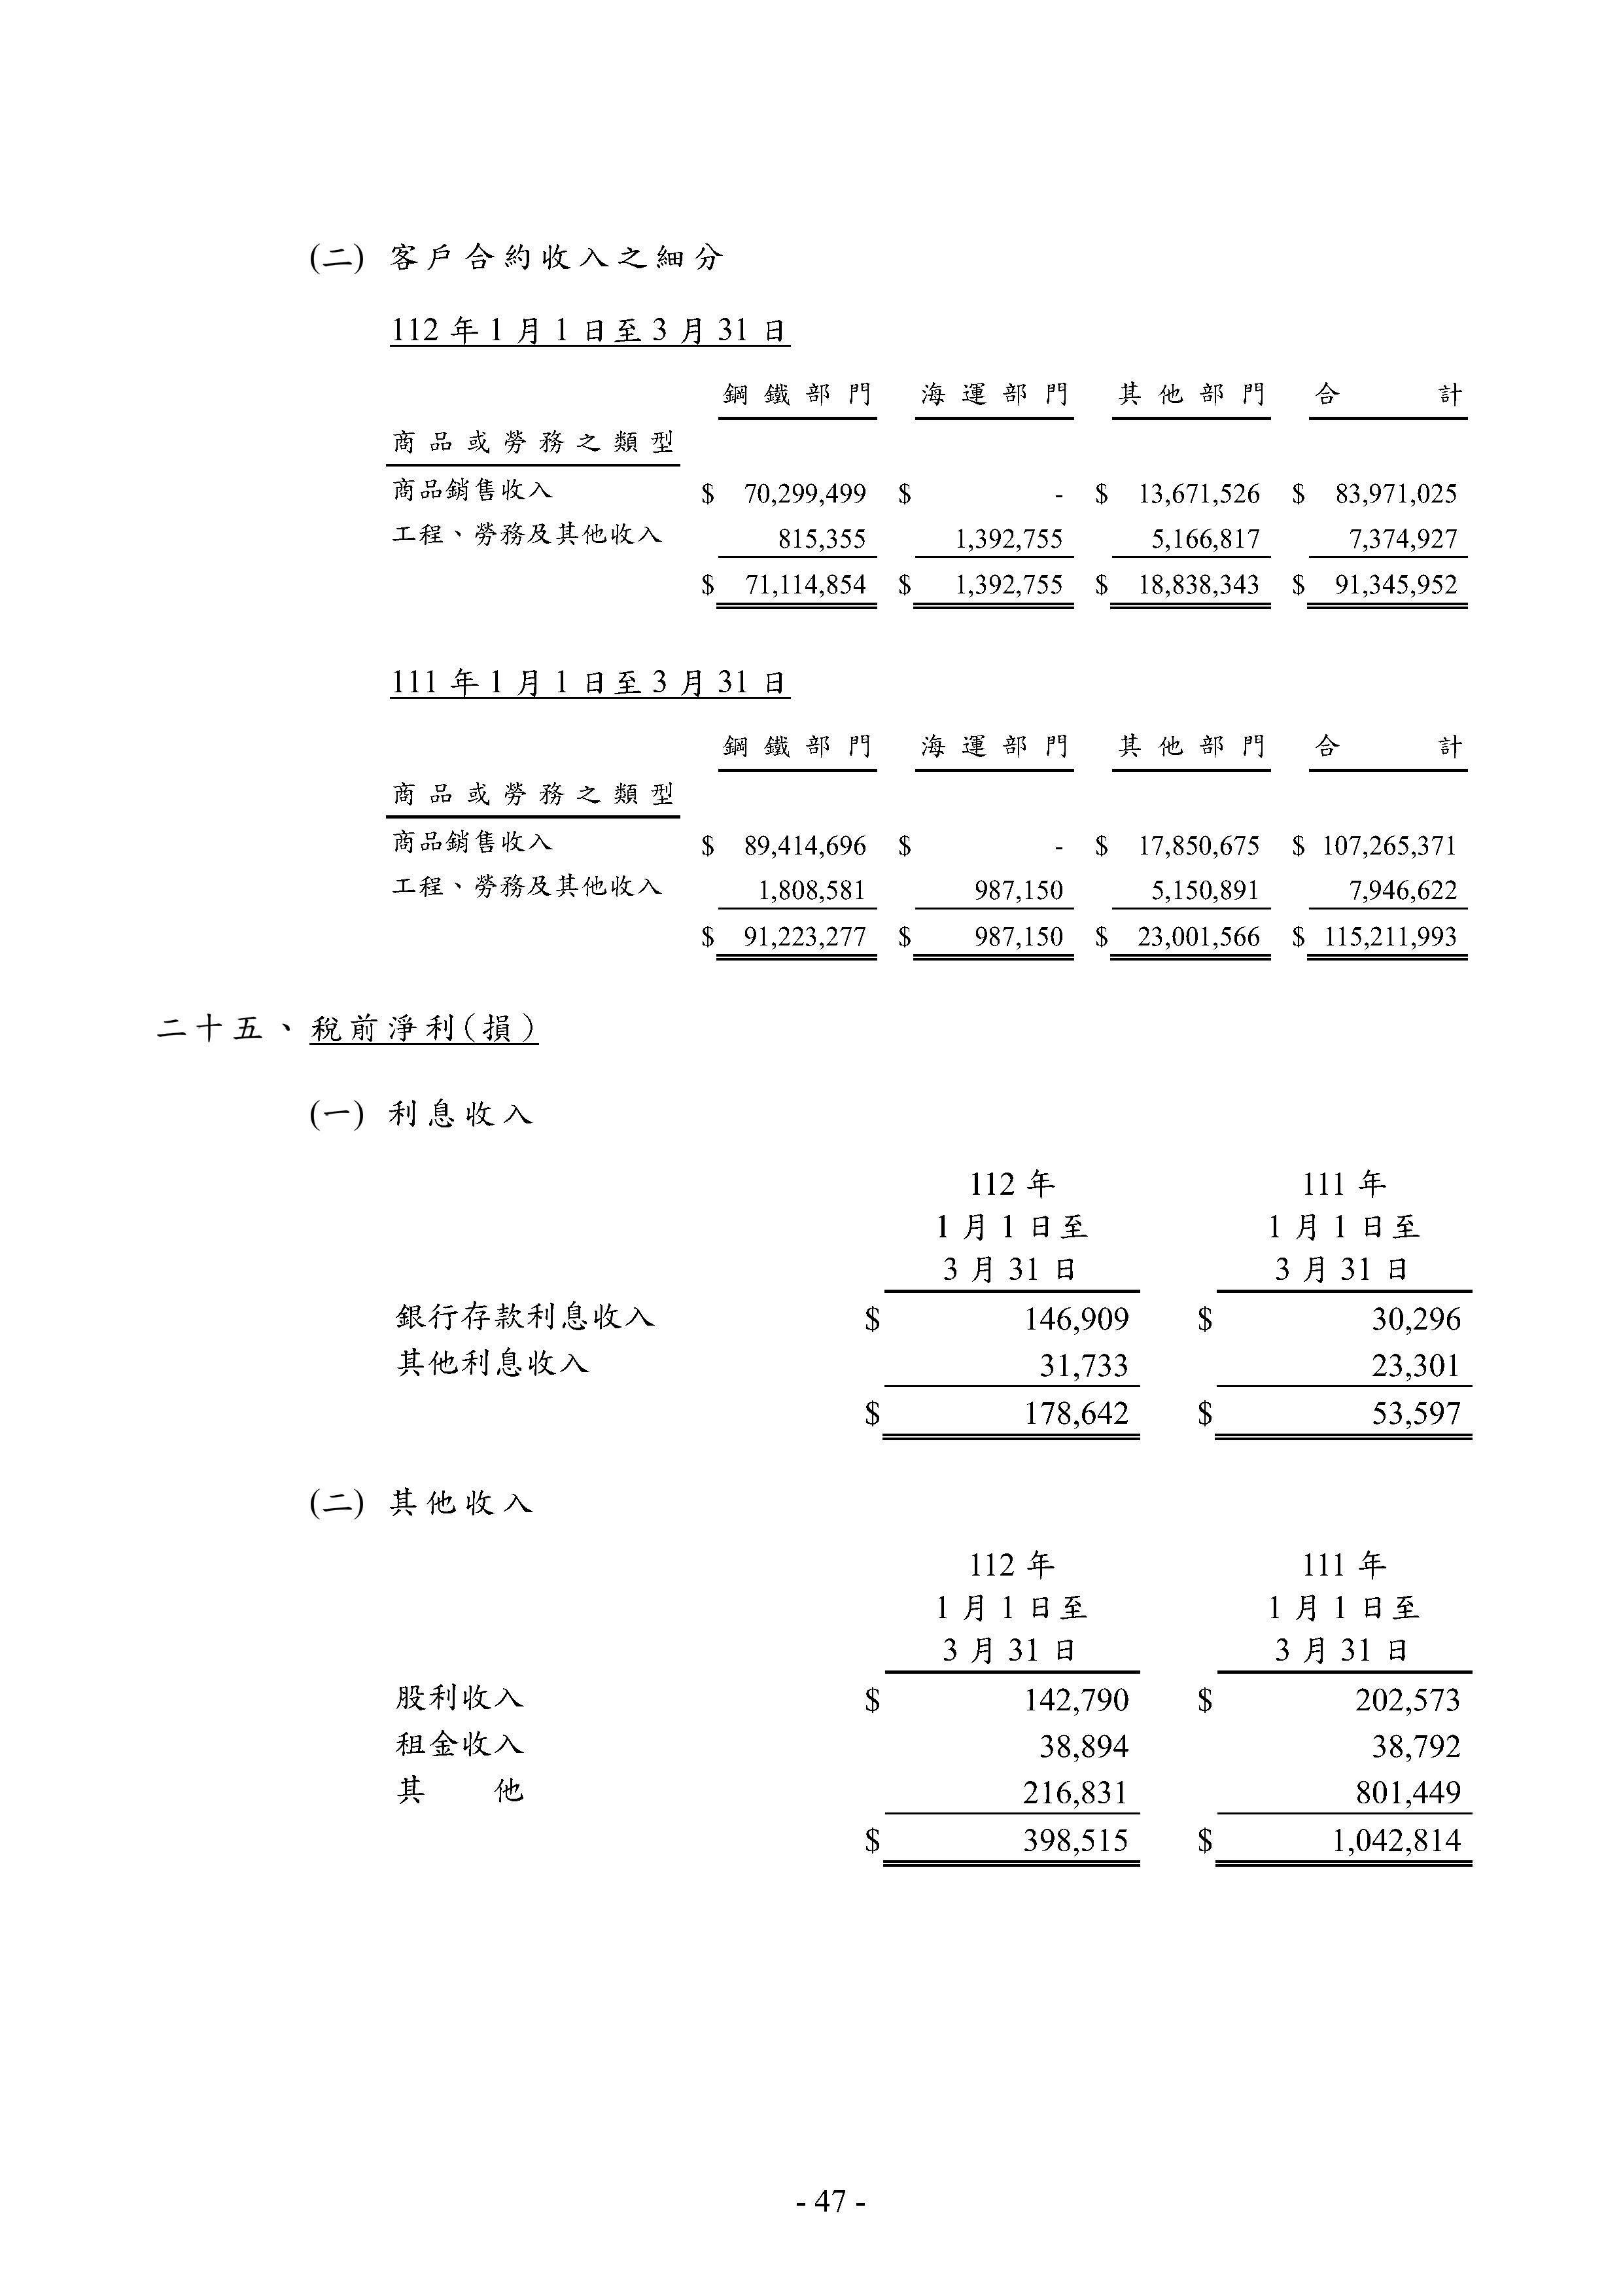 (二) 客戶合約收入之細分
112 年 1 月 1 日至 3 月 31 日
鋼鐵部門 海運部門 其他部門 合計
商品或勞務之類型
商品銷售收入 $ 70,299,499 $ - $ 13,671,526 $ 83,971,025
工程、勞務及其他收入 815,355 1,392,755 5,166,817 7,374,927
$ 71,114,854 $ 1,392,755 $ 18,838,343 $ 91,345,952
111 年 1 月 1 日至 3 月 31 日
鋼鐵部門 海運部門 其他部門 合計
商品或勞務之類型
商品銷售收入 $ 89,414,696 $ - $ 17,850,675 $ 107,265,371
工程、勞務及其他收入 1,808,581 987,150 5,150,891 7,946,622
$ 91,223,277 $ 987,150 $ 23,001,566 $ 115,211,993
二十五、稅前淨利(損)
(一) 利息收入
112 年 111 年
1 月 1 日至 1 月 1 日至
3 月 31 日 3 月 31 日
銀行存款利息收入 $ 146,909 $ 30,296
其他利息收入 31,733 23,301
$ 178,642 $ 53,597
(二) 其他收入
112 年 111 年
1 月 1 日至 1 月 1 日至
3 月 31 日 3 月 31 日
股利收入 $ 142,790 $ 202,573
租金收入 38,894 38,792
其他 216,831 801,449
$ 398,515 $ 1,042,814
- 47 -